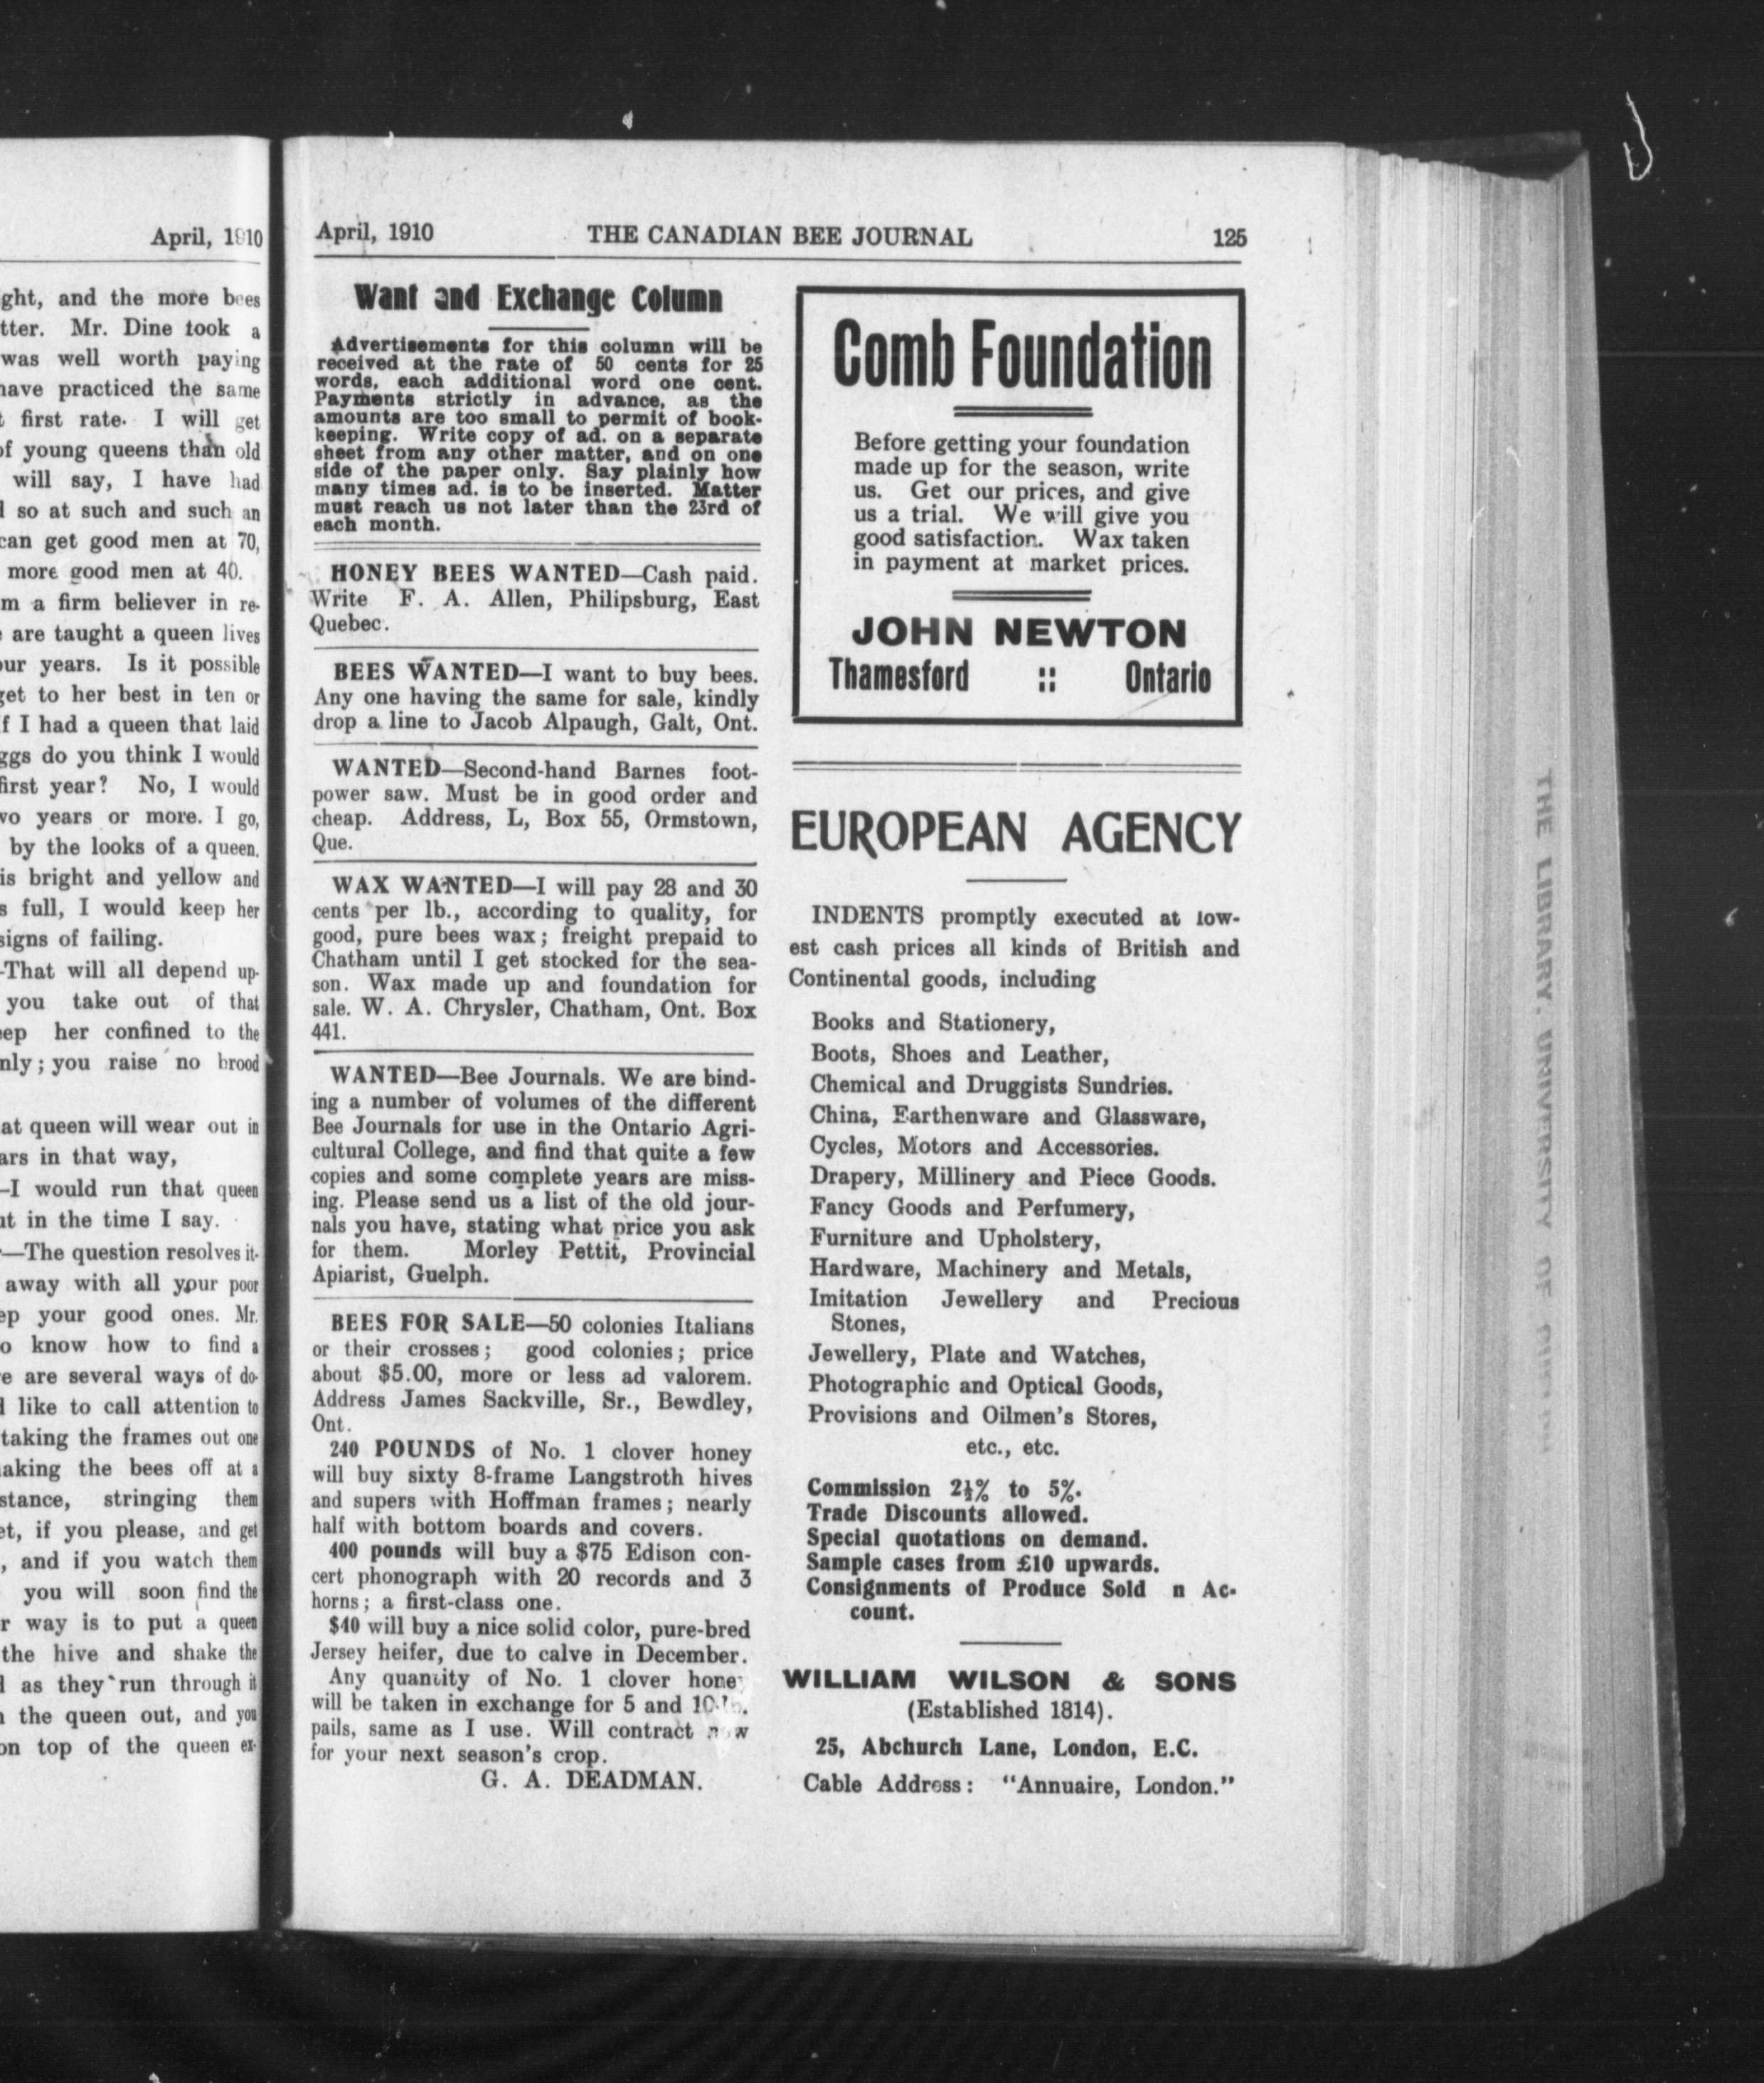 April, 1910
ght, and the more bees
tter. Mr. Dine took a
was well worth paying
have practiced the same
t first rate. I will get
of young queens than old
will say, I have had
d so at such and such an
can get good men at 70,
more good men at 40.
m a firm believer in re-
e are taught a queen lives
our years. Is it possible
get to her best in ten or
f I had a queen that laid
ggs do you think I would
first year? No, I would
wo years or more. I go,
by the looks of a queen.
is bright and yellow and
s full, I would keep her
signs of failing.
-That will all depend up-
you take out of that
eep her confined to the
nly; you raise no brood
at queen will wear out in
ars in that way,
—I would run that queen
ut in the time I say.
—The question resolves it-
away with all your poor
ep your good ones. Mr.
o know how to find a
e are several ways of do-
d like to call attention to
taking the frames out one
aking the bees off at a
stance, stringing them
et, if you please, and get
, and if you watch them
you will soon find the
r way is to put a queen
the hive and shake the
d as they run through it
n the queen out, and you
on top of the queen ex-
April, 1910 THE CANADIAN BEE JOURNAL 125
Want and Exchange Column
Advertisements for this column will be
received at the rate of 50 cents for 25
words, each additional word one cent.
Payments strictly in advance, as the
amounts are too small to permit of book-
keeping. Write copy of ad. on a separate
sheet from any other matter, and on one
side of the paper only. Say plainly how
many times ad. is to be inserted. Matter
must reach us not later than the 23rd of
each month.
HONEY BEES WANTED—Cash paid.
Write F. A. Allen, Philipsburg, East
Quebec.
BEES WANTED—I want to buy bees.
Any one having the same for sale, kindly
drop a line to Jacob Alpaugh, Galt, Ont.
WANTED—Second-hand Barnes foot-
power saw. Must be in good order and
cheap. Address, L, Box 55, Ormstown,
Que.
WAX WANTED—I will pay 28 and 30
cents per lb., according to quality, for
good, pure bees wax; freight prepaid to
Chatham until I get stocked for the sea-
son. Wax made up and foundation for
sale. W. A. Chrysler, Chatham, Ont. Box
441.
WANTED—Bee Journals. We are bind-
ing a number of volumes of the different
Bee Journals for use in the Ontario Agri-
cultural College, and find that quite a few
copies and some complete years are miss-
ing. Please send us a list of the old jour-
nals you have, stating what price you ask
for them. Morley Pettit, Provincial
Apiarist, Guelph.
BEES FOR SALE—50 colonies Italians
or their crosses; good colonies; price
about $5.00, more or less ad valorem.
Address James Sackville, Sr., Bewdley,
Ont.
240 POUNDS of No. 1 clover honey
will buy sixty 8-frame Langstroth hives
and supers with Hoffman frames; nearly
half with bottom boards and covers.
400 pounds will buy a $75 Edison con-
cert phonograph with 20 records and 3
horns; a first-class one.
$40 will buy a nice solid color, pure-bred
Jersey heifer, due to calve in December.
Any quantity of No. 1 clover honey
will be taken in exchange for 5 and 10-lb.
pails, same as I use. Will contract now
for your next season's crop.
G. A. DEADMAN.
Comb Foundation
Before getting your foundation
made up for the season, write
us. Get our prices, and give
us a trial. We will give you
good satisfaction. Wax taken
in payment at market prices.
JOHN NEWTON
Thamesford :: Ontario
EUROPEAN AGENCY
INDENTS promptly executed at low-
est cash prices all kinds of British and
Continental goods, including
Books and Stationery,
Boots, Shoes and Leather,
Chemical and Druggists Sundries.
China, Earthenware and Glassware,
Cycles, Motors and Accessories.
Drapery, Millinery and Piece Goods.
Fancy Goods and Perfumery,
Furniture and Upholstery,
Hardware, Machinery and Metals,
Imitation Jewellery and Precious
Stones,
Jewellery, Plate and Watches,
Photographic and Optical Goods,
Provisions and Oilmen's Stores,
etc., etc.
Commission 2½% to 5%.
Trade Discounts allowed.
Special quotations on demand.
Sample cases from £10 upwards.
Consignments of Produce Sold n Ac-
count.
WILLIAM WILSON & SONS
(Established 1814).
25, Abchurch Lane, London, E.C.
Cable Address: "Annuaire, London."
THE LIBRARY, UNIVERSITY OF